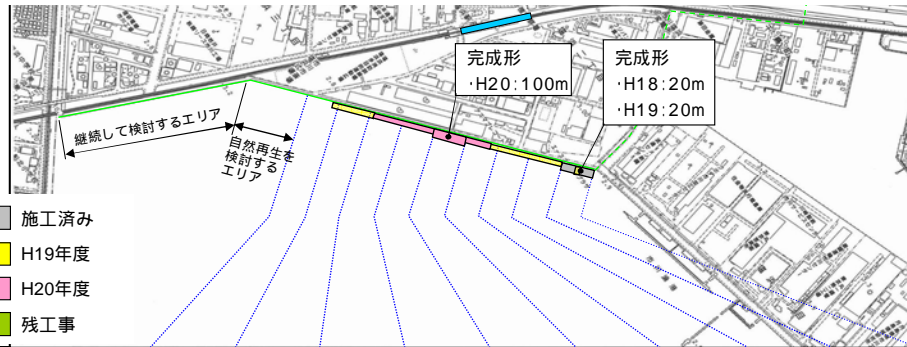 完成形
・H20:100m
完成形
・H18:20m
・H19:20m
継続して検討するエリア
自然再生を
検討する
エリア
施工済み
H19年度
H20年度
残工事